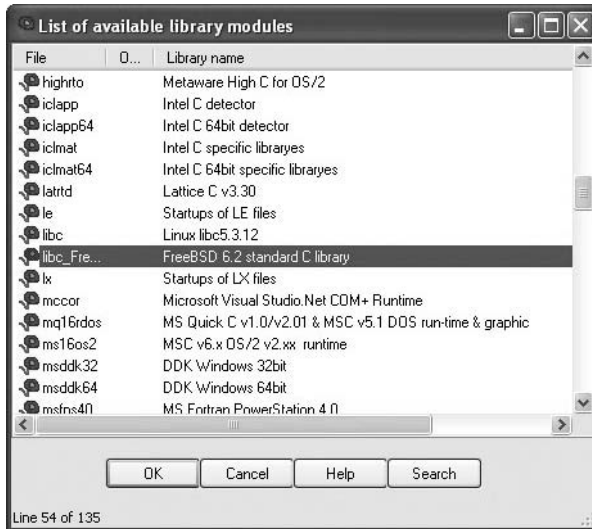 List of available library modules
File O... Library name
highrto Metaware High C for OS/2
iclapp Intel C detector
iclapp64 Intel C 64bit detector
iclmat Intel C specific libraryes
iclmat64 Intel C 64bit specific libraryes
latrtd Lattice C v3.30
le Startups of LE files
libc Linux libc5.3.12
libc_Fre... FreeBSD 6.2 standard C library
lx Startups of LX files
mccor Microsoft Visual Studio.Net COM+ Runtime
mq16rdos MS Quick C v1.0/v2.01 & MSC v5.1 DOS run-time & graphic
ms16os2 MSC v6.x OS/2 v2.xx runtime
msddk32 DDK Windows 32bit
msddk64 DDK Windows 64bit
msfps40 MS Fortran PowerStation 4.0
OK Cancel Help Search
Line 54 of 135